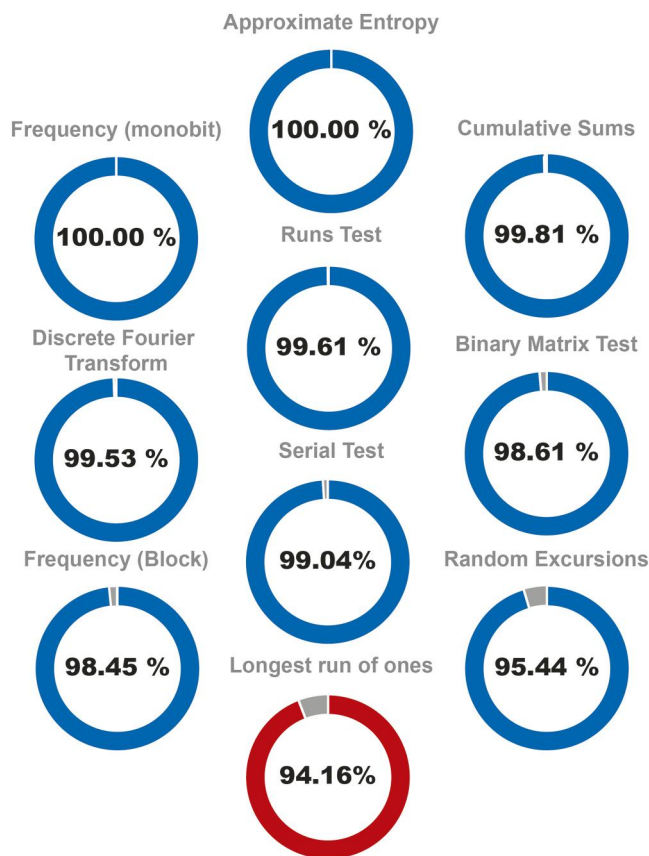 Approximate Entropy
100.00 %
Frequency (monobit)
100.00 %
Cumulative Sums
99.81 %
Runs Test
99.61 %
Discrete Fourier
Transform
99.53 %
Binary Matrix Test
98.61 %
Serial Test
99.04%
Frequency (Block)
98.45 %
Random Excursions
95.44 %
Longest run of ones
94.16%